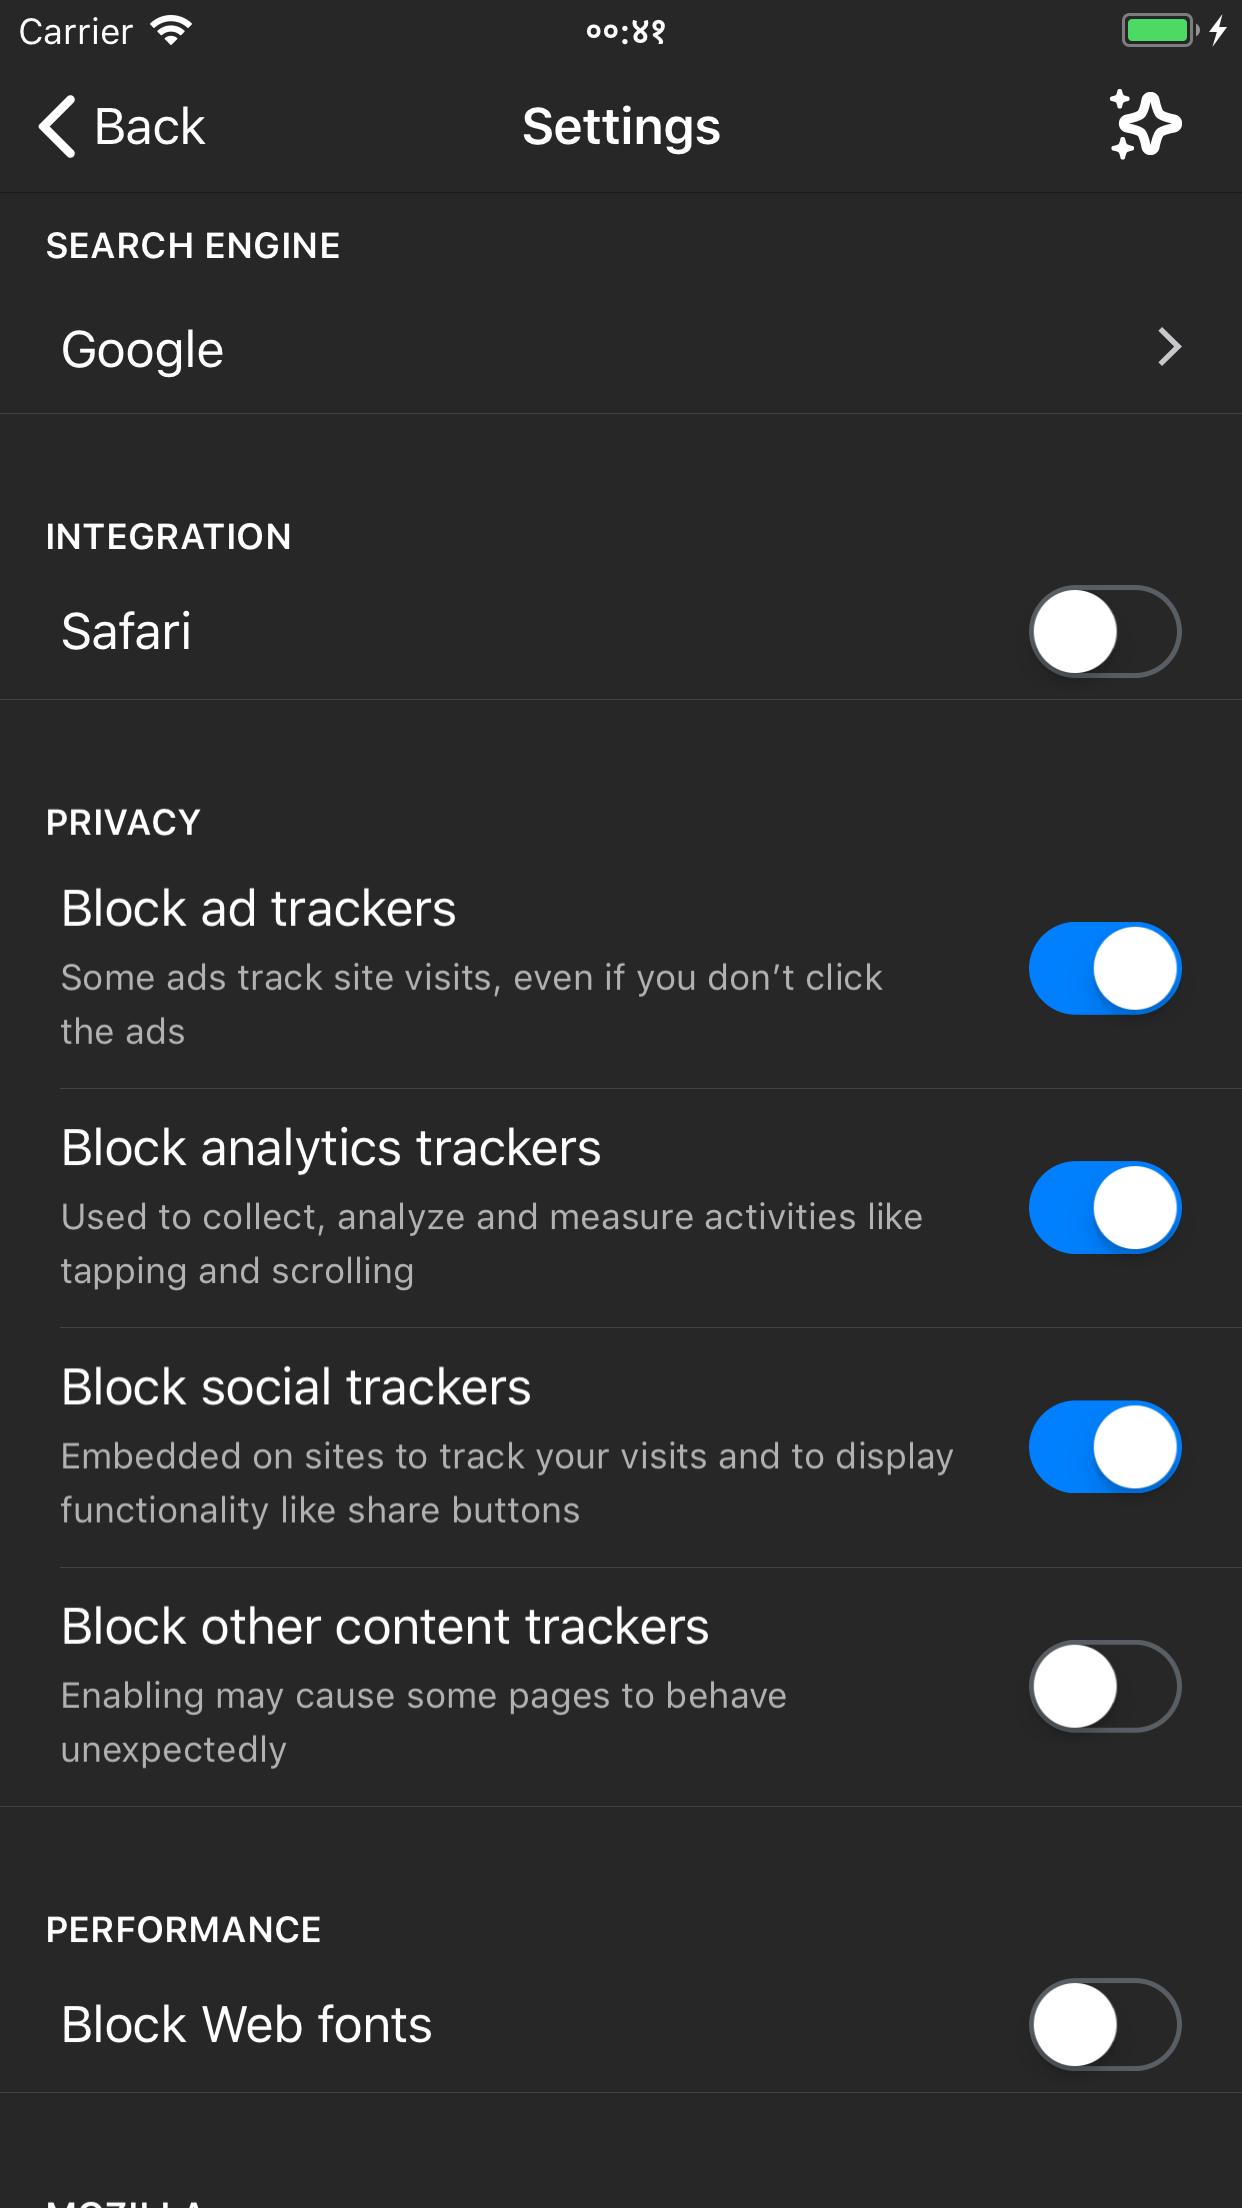 Carrier
००:४१
Back
Settings
SEARCH ENGINE
Google
INTEGRATION
Safari
PRIVACY
Block ad trackers
Some ads track site visits, even if you don’t click
the ads
Block analytics trackers
Used to collect, analyze and measure activities like
tapping and scrolling
Block social trackers
Embedded on sites to track your visits and to display
functionality like share buttons
Block other content trackers
Enabling may cause some pages to behave
unexpectedly
PERFORMANCE
Block Web fonts
MOZILLA